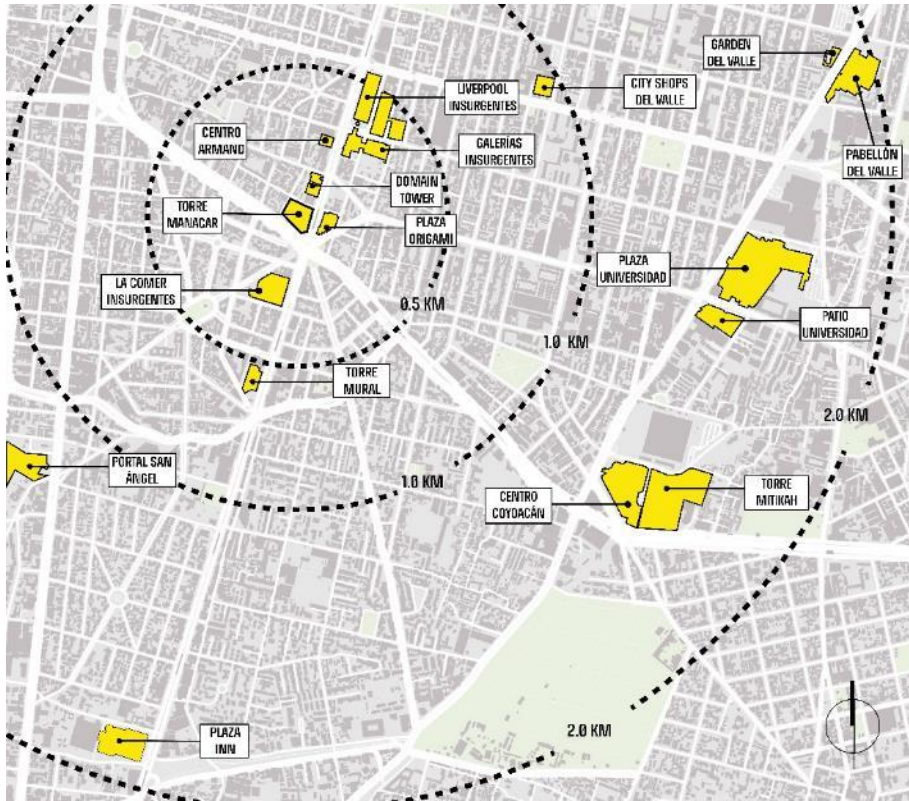 GARDEN
DEL VALLE
LIVERPOOL
INSURGENTES
CITY SHOPS
DEL VALLE
CENTRO
ARMAND
GALERÍAS
INSURGENTES
PABELLÓN
DEL VALLE
DOMAIN
TOWER
TORRE
MANACAR
PLAZA
ORIGAMI
PLAZA
UNIVERSIDAD
LA COMER
INSURGENTES
0.5 KM
PATIO
UNIVERSIDAD
1.0 KM
TORRE
MURAL
2.0 KM
PORTAL SAN
ÁNGEL
1.0 KM
CENTRO
COYOACÁN
TORRE
MITIKAH
2.0 KM
PLAZA
INN